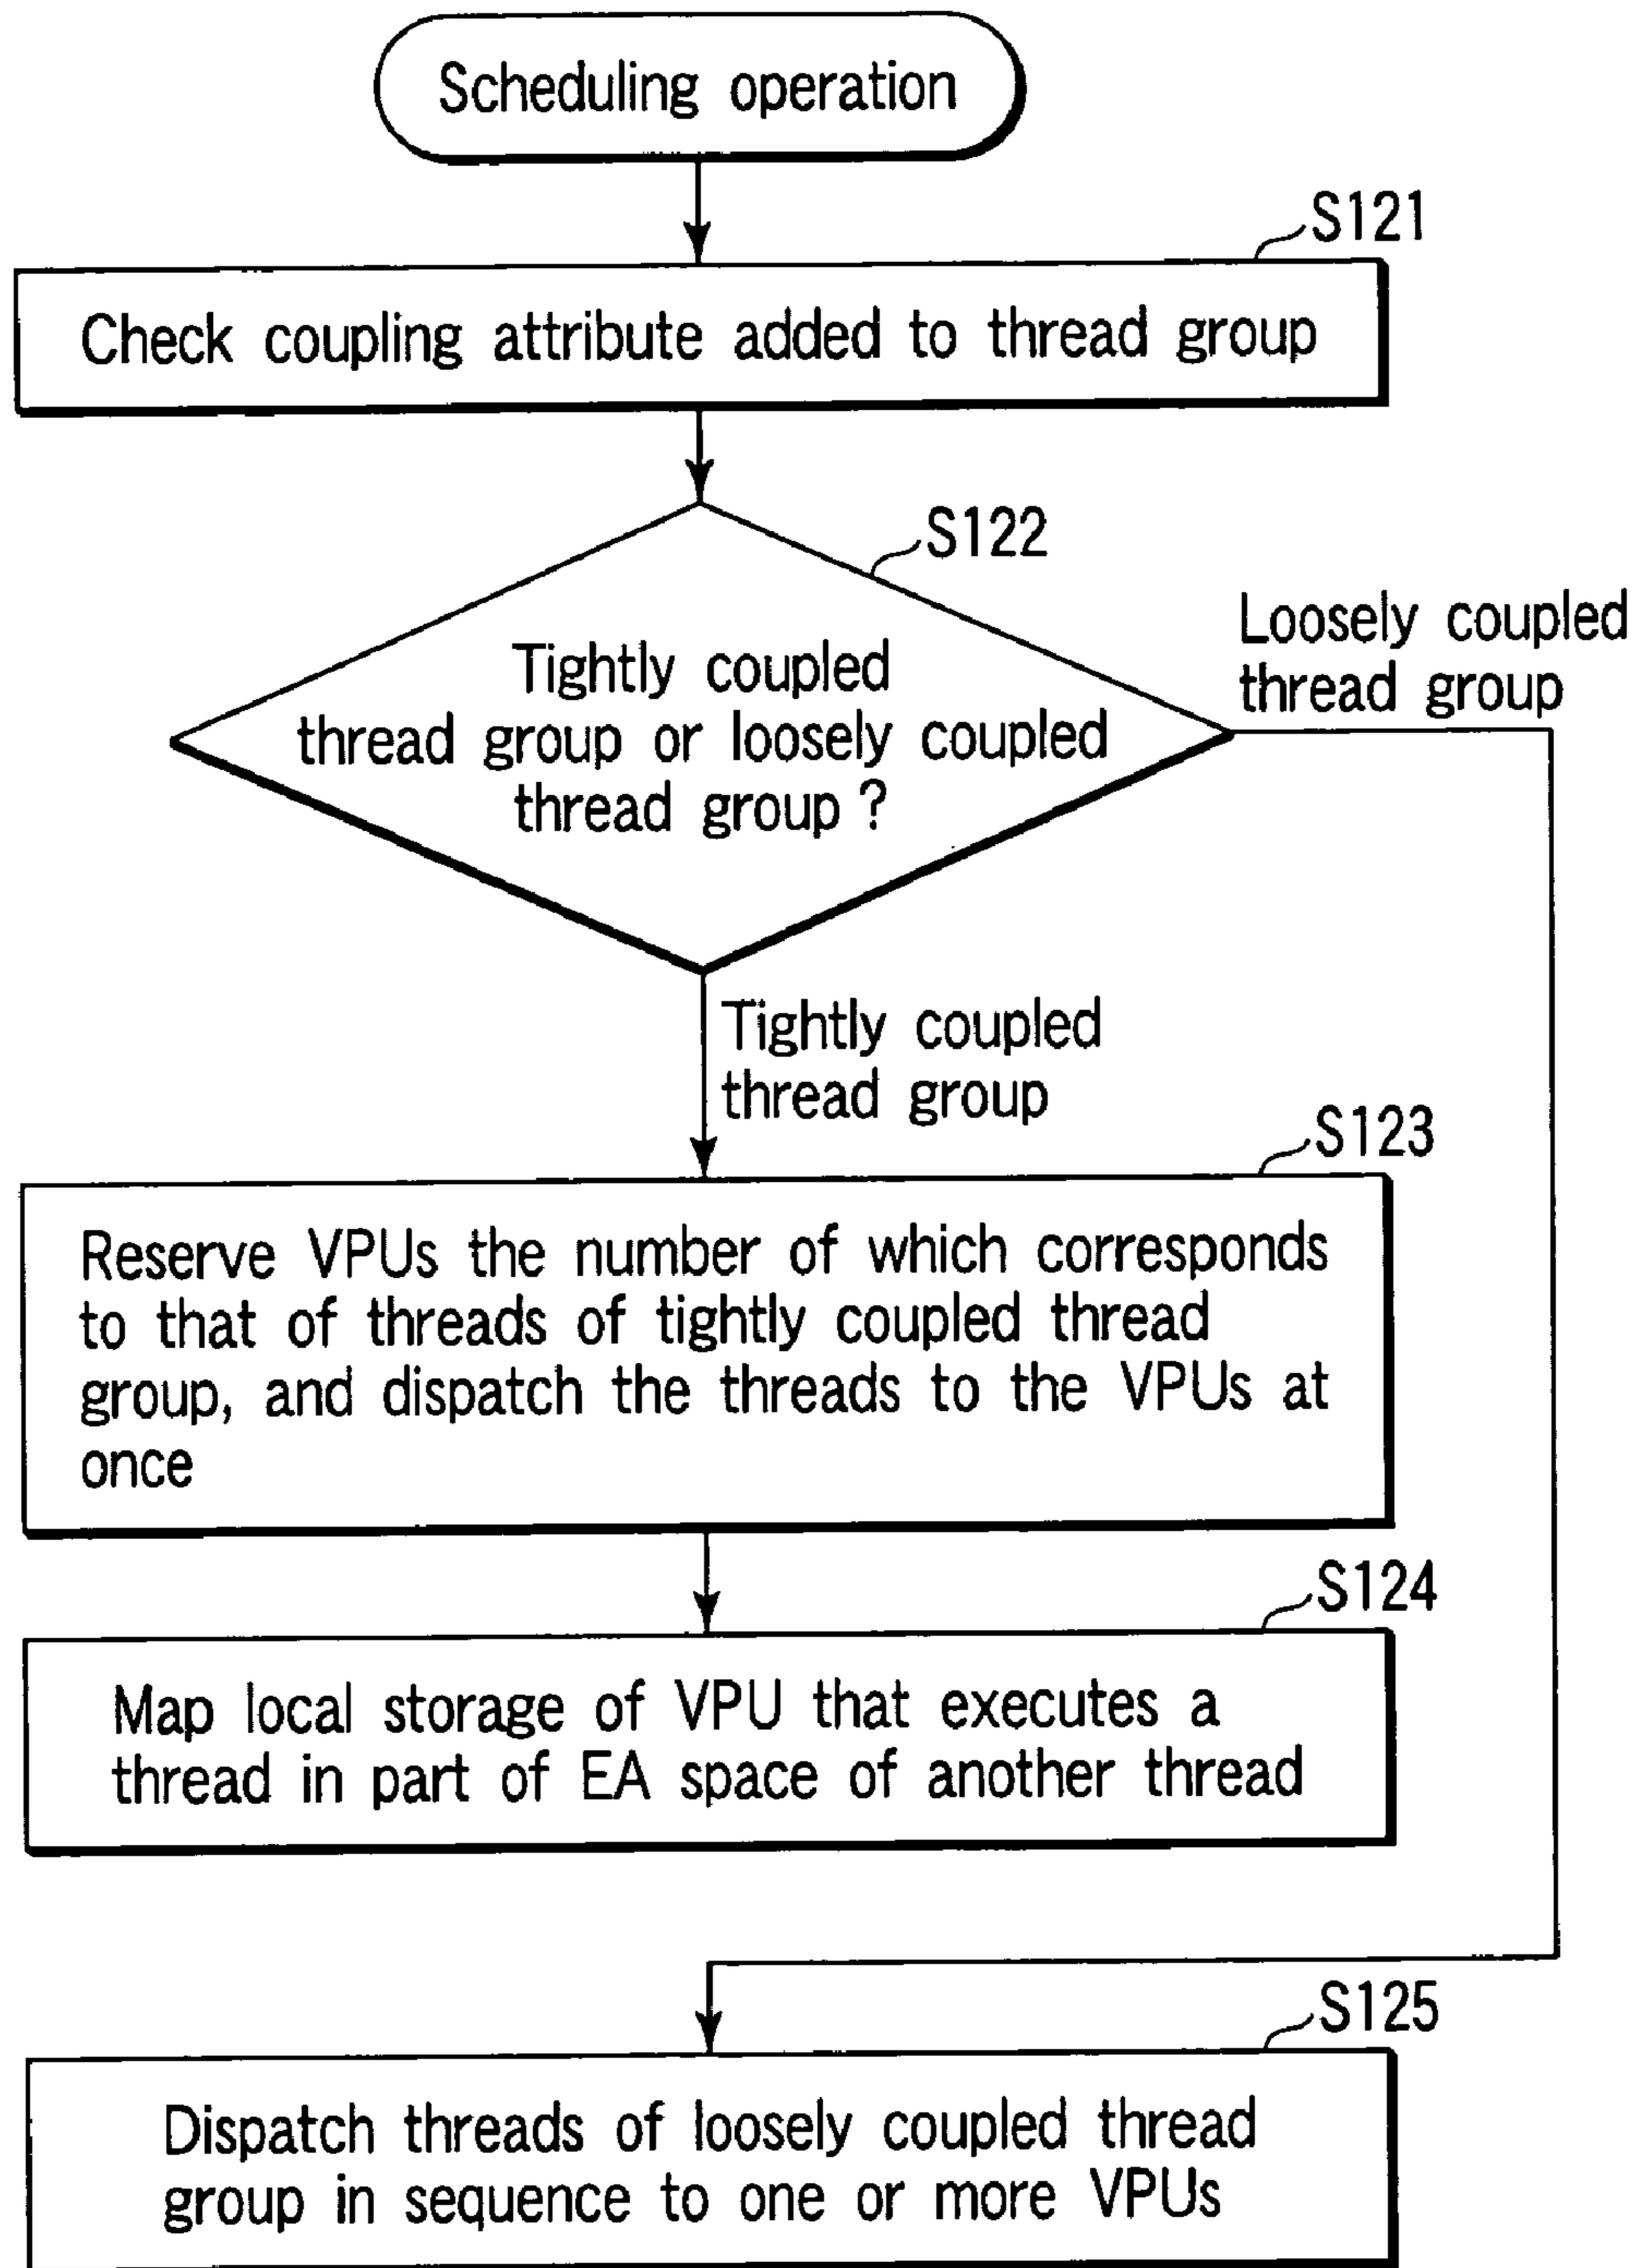 Scheduling operation
S121
Check coupling attribute added to thread group
S122
Loosely coupled
thread group
Tightly coupled
thread group or loosely coupled
thread group ?
Tightly coupled
thread group
S123
Reserve VPUs the number of which corresponds
to that of threads of tightly coupled thread
group, and dispatch the threads to the VPUs at
once
S124
Map local storage of VPU that executes a
thread in part of EA space of another thread
S125
Dispatch threads of loosely coupled thread
group in sequence to one or more VPUs